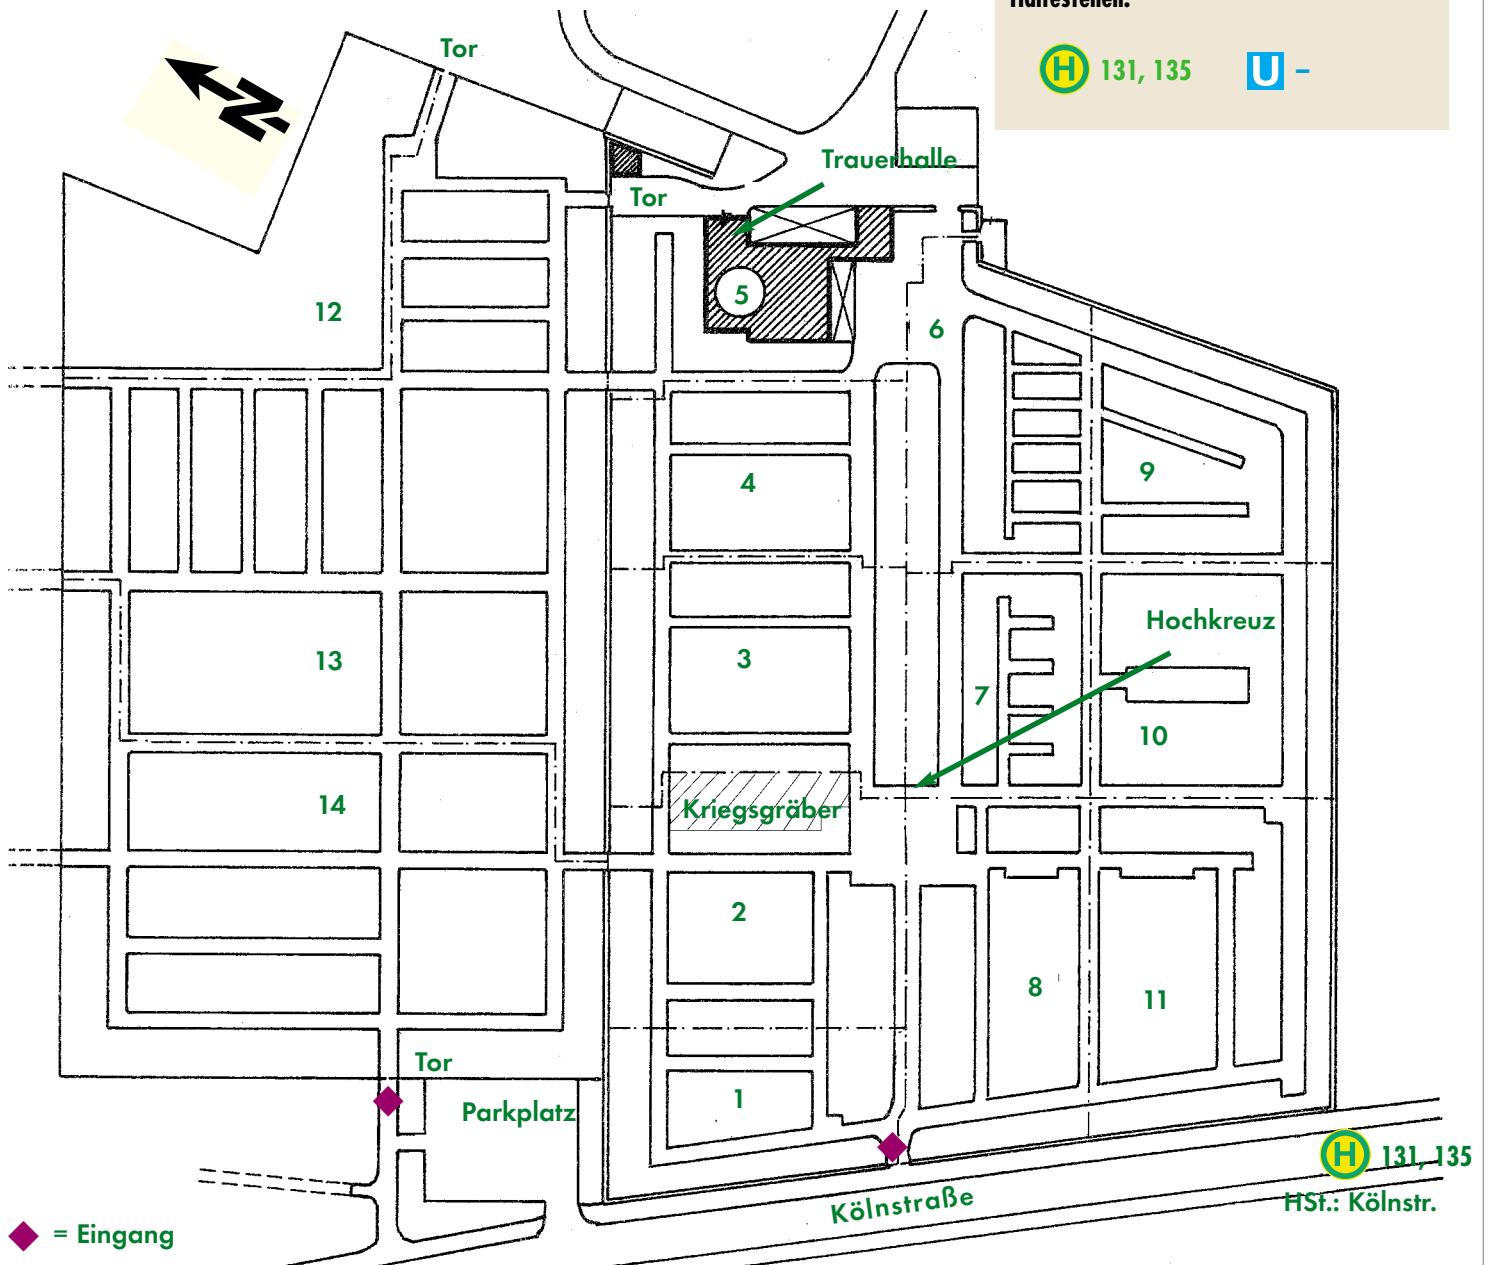 Haltestellen:
H 131, 135 U –
N
Tor
Trauerhalle
Tor
5
12
6
4
9
Hochkreuz
3
13
7
10
14
Kriegsgräber
2
8
11
Tor
1
Parkplatz
H 131, 135
Kölnstraße
HSt.: Kölnstr.
= Eingang